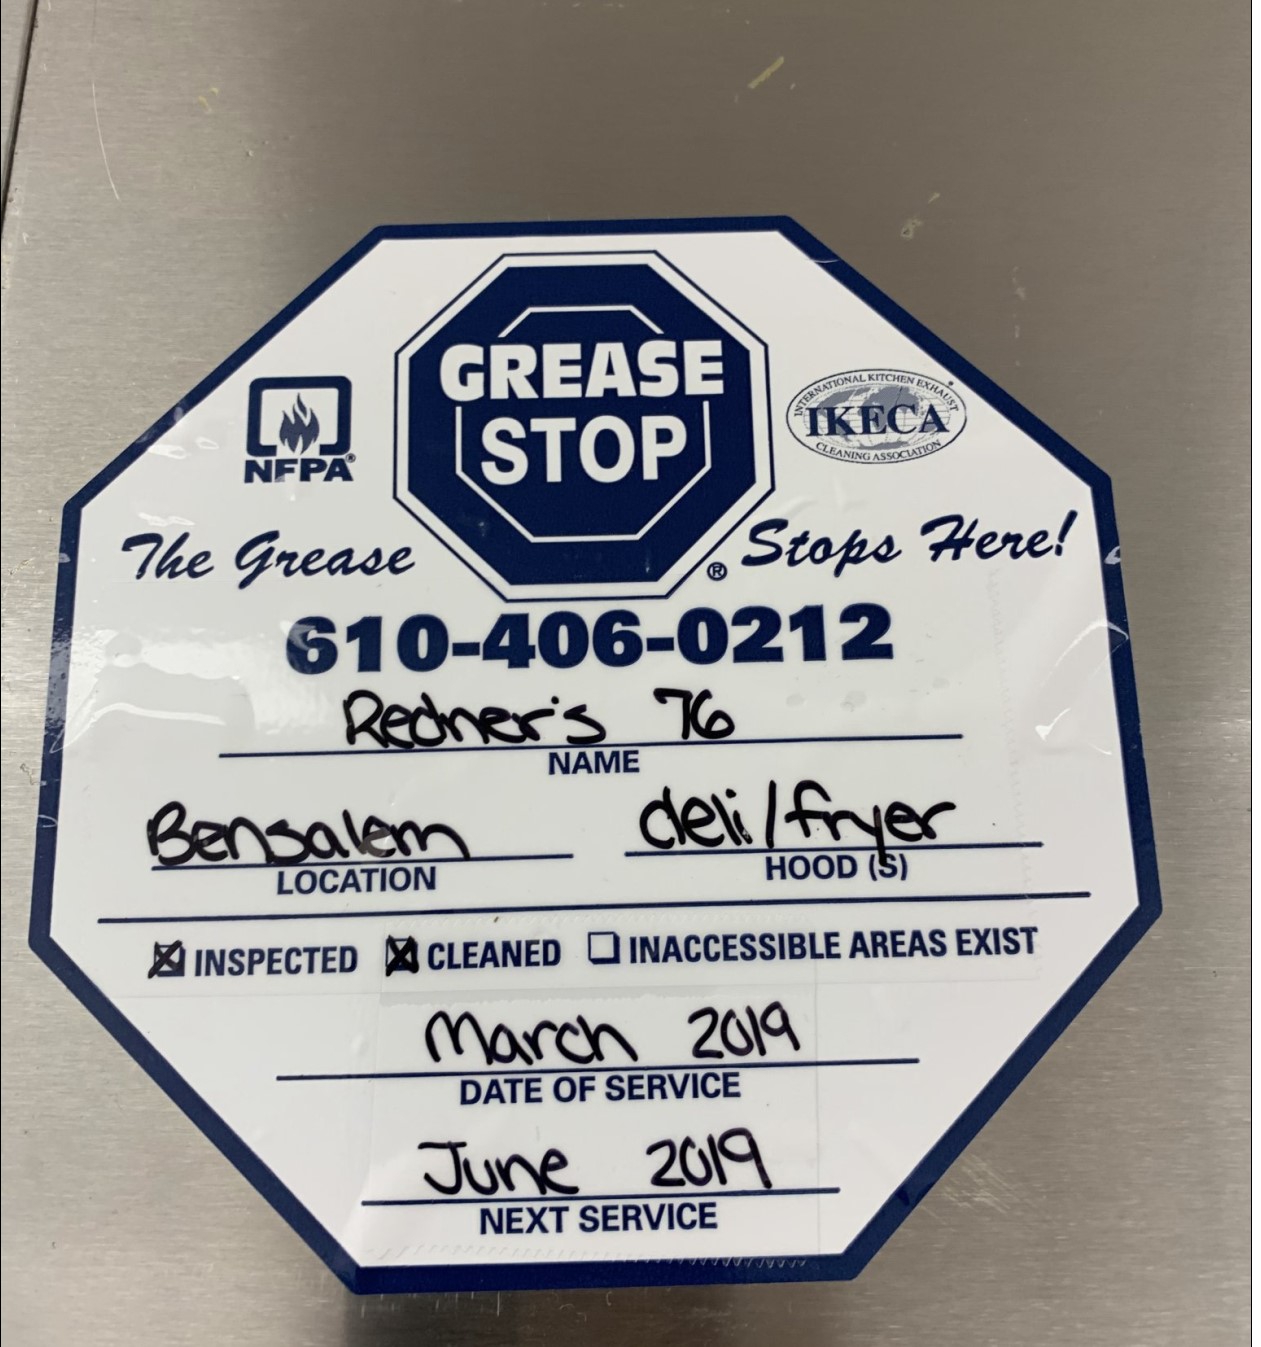 GREASE
STOP
NFPA®
INTERNATIONAL KITCHEN EXHAUST
IKECA
CLEANING ASSOCIATION
The Grease Stops Here!
®
610-406-0212
Redner's 76
NAME
Bensalem deli/fryer
LOCATION HOOD (S)
INSPECTED CLEANED INACCESSIBLE AREAS EXIST
March 2019
DATE OF SERVICE
June 2019
NEXT SERVICE